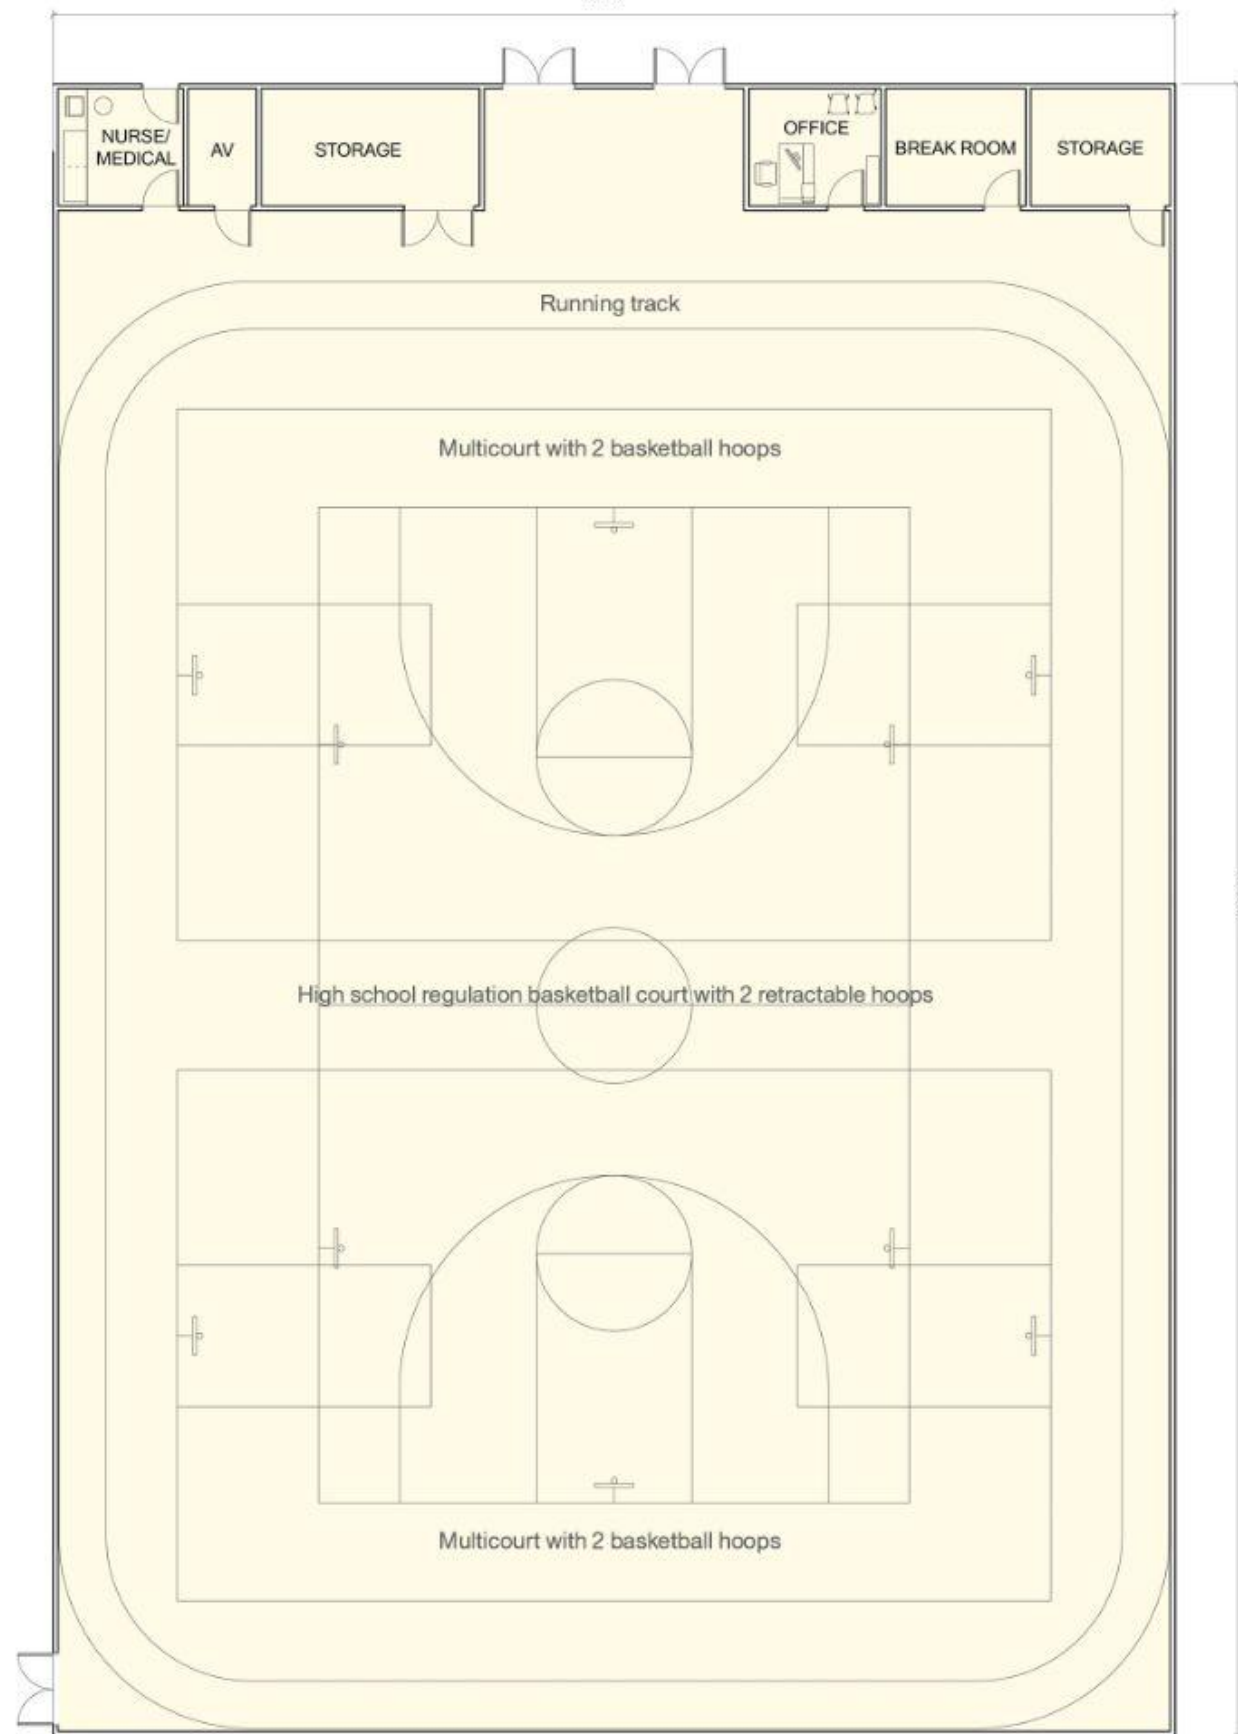 NURSE/
MEDICAL
AV
STORAGE
OFFICE
BREAK ROOM
STORAGE
Running track
Multicourt with 2 basketball hoops
High school regulation basketball court with 2 retractable hoops
Multicourt with 2 basketball hoops